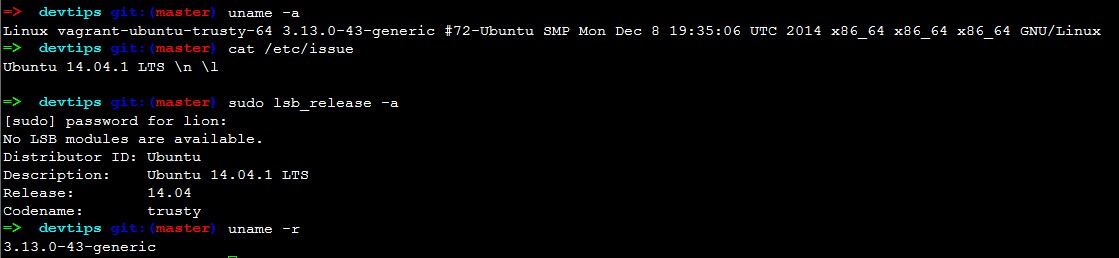 => devtips git:(master) uname -a
Linux vagrant-ubuntu-trusty-64 3.13.0-43-generic #72-Ubuntu SMP Mon Dec 8 19:35:06 UTC 2014 x86_64 x86_64 x86_64 GNU/Linux
=> devtips git:(master) cat /etc/issue
Ubuntu 14.04.1 LTS \n \l
=> devtips git:(master) sudo lsb_release -a
[sudo] password for lion:
No LSB modules are available.
Distributor ID: Ubuntu
Description:    Ubuntu 14.04.1 LTS
Release:        14.04
Codename:       trusty
=> devtips git:(master) uname -r
3.13.0-43-generic